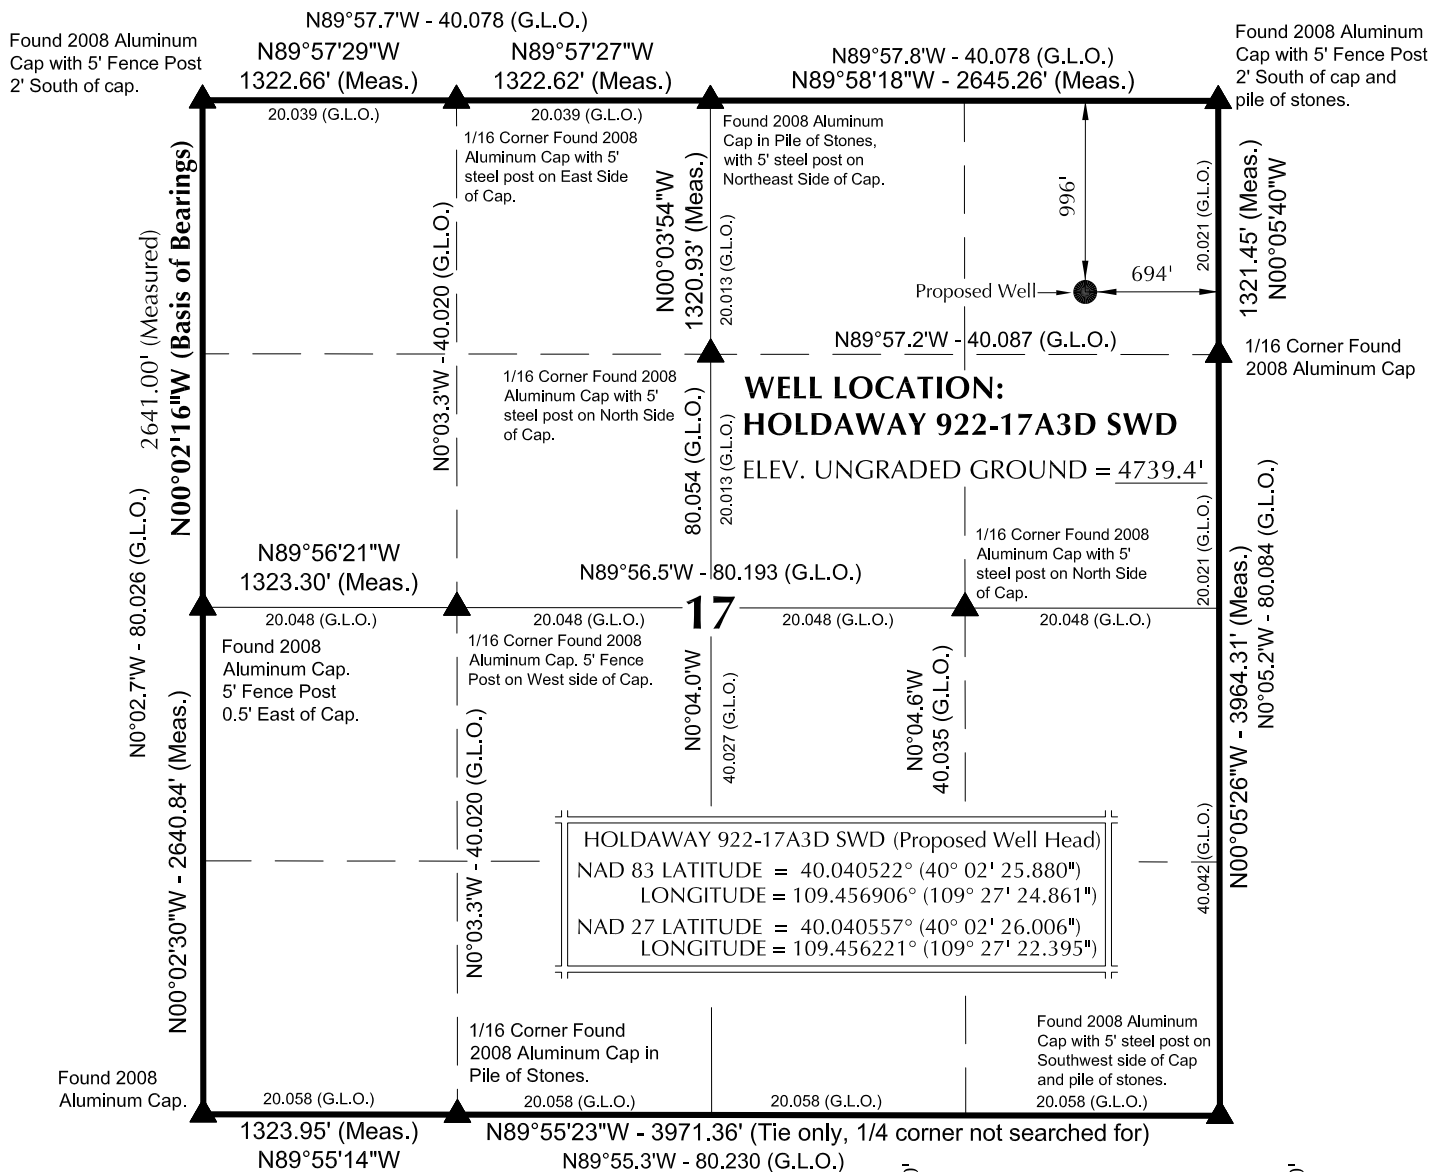 N89°57.7'W - 40.078 (G.L.O.)
Found 2008 Aluminum
Cap with 5' Fence Post
2' South of cap.
N89°57'29"W
1322.66' (Meas.)
N89°57'27"W
1322.62' (Meas.)
N89°57.8'W - 40.078 (G.L.O.)
N89°58'18"W - 2645.26' (Meas.)
Found 2008 Aluminum
Cap with 5' Fence Post
2' South of cap and
pile of stones.
20.039 (G.L.O.)
20.039 (G.L.O.)
1/16 Corner Found 2008
Aluminum Cap with 5'
steel post on East Side
of Cap.
Found 2008 Aluminum
Cap in Pile of Stones,
with 5' steel post on
Northeast Side of Cap.
2641.00' (Measured)
N00°02'16"W (Basis of Bearings)
N0°03.3'W - 40.020 (G.L.O.)
N00°03'54"W
1320.93' (Meas.)
20.013 (G.L.O.)
996'
694'
Proposed Well
20.021 (G.L.O.)
1321.45' (Meas.)
N00°05'40"W
N89°57.2'W - 40.087 (G.L.O.)
1/16 Corner Found
2008 Aluminum Cap
1/16 Corner Found 2008
Aluminum Cap with 5'
steel post on North Side
of Cap.
80.054 (G.L.O.)
20.013 (G.L.O.)
WELL LOCATION:
HOLDAWAY 922-17A3D SWD
ELEV. UNGRADED GROUND = 4739.4'
N0°02.7'W - 80.026 (G.L.O.)
N89°56'21"W
1323.30' (Meas.)
N89°56.5'W - 80.193 (G.L.O.)
1/16 Corner Found 2008
Aluminum Cap with 5'
steel post on North Side
of Cap.
20.021 (G.L.O.)
N00°05'26"W - 3964.31' (Meas.)
N0°05.2'W - 80.084 (G.L.O.)
20.048 (G.L.O.)
20.048 (G.L.O.)
17
20.048 (G.L.O.)
20.048 (G.L.O.)
Found 2008
Aluminum Cap.
5' Fence Post
0.5' East of Cap.
1/16 Corner Found 2008
Aluminum Cap. 5' Fence
Post on West side of Cap.
N00°02'30"W - 2640.84' (Meas.)
N0°03.3'W - 40.020 (G.L.O.)
N0°04.0'W
40.027 (G.L.O.)
N0°04.6'W
40.035 (G.L.O.)
40.042 (G.L.O.)
HOLDAWAY 922-17A3D SWD (Proposed Well Head)
NAD 83 LATITUDE = 40.040522° (40° 02' 25.880")
LONGITUDE = 109.456906° (109° 27' 24.861")
NAD 27 LATITUDE = 40.040557° (40° 02' 26.006")
LONGITUDE = 109.456221° (109° 27' 22.395")
1/16 Corner Found
2008 Aluminum Cap in
Pile of Stones.
Found 2008 Aluminum
Cap with 5' steel post on
Southwest side of Cap
and pile of stones.
Found 2008
Aluminum Cap.
20.058 (G.L.O.)
20.058 (G.L.O.)
20.058 (G.L.O.)
20.058 (G.L.O.)
1323.95' (Meas.)
N89°55'14"W
N89°55'23"W - 3971.36' (Tie only, 1/4 corner not searched for)
N89°55.3'W - 80.230 (G.L.O.)